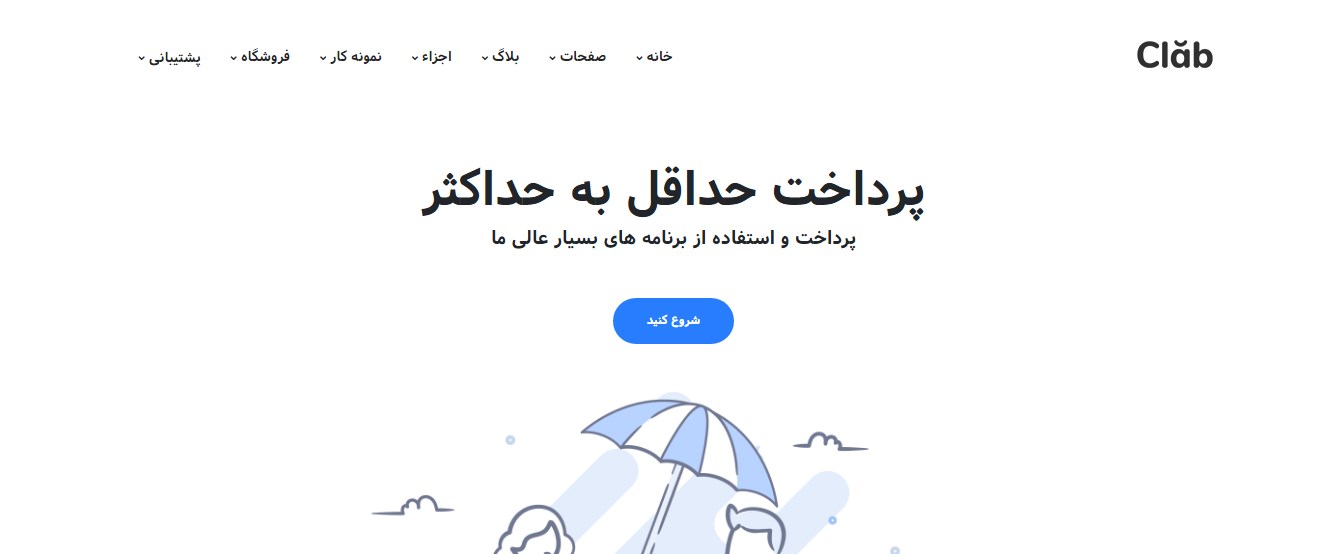 Clăb
خانه صفحات بلاگ اجزاء نمونه کار فروشگاه پشتیبانی
پرداخت حداقل به حداکثر
پرداخت و استفاده از برنامه های بسیار عالی ما
شروع کنید